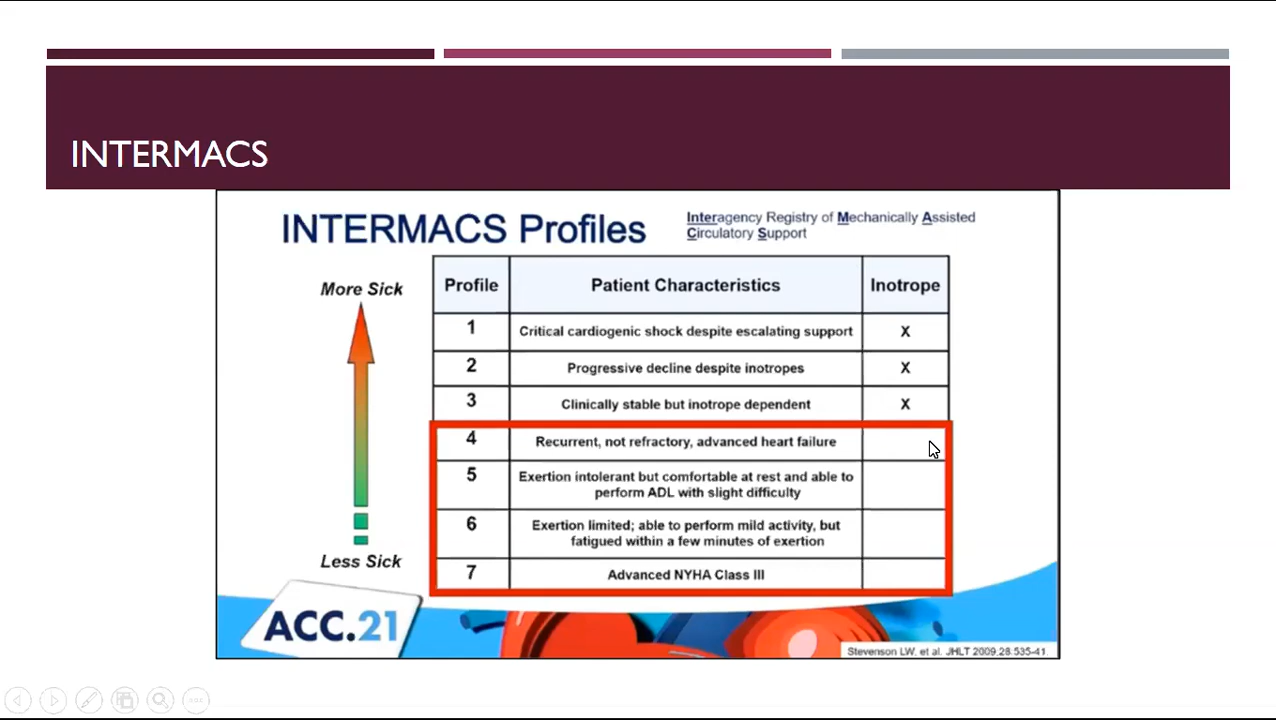 INTERMACS
INTERMACS Profiles
Interagency Registry of Mechanically Assisted
Circulatory Support
More Sick
Less Sick
Profile Patient Characteristics Inotrope
1 Critical cardiogenic shock despite escalating support X
2 Progressive decline despite inotropes X
3 Clinically stable but inotrope dependent X
4 Recurrent, not refractory, advanced heart failure
5 Exertion intolerant but comfortable at rest and able to
perform ADL with slight difficulty
6 Exertion limited; able to perform mild activity, but
fatigued within a few minutes of exertion
7 Advanced NYHA Class III
ACC.21
Stevenson LW. et al. JHLT 2009.28:535-41.